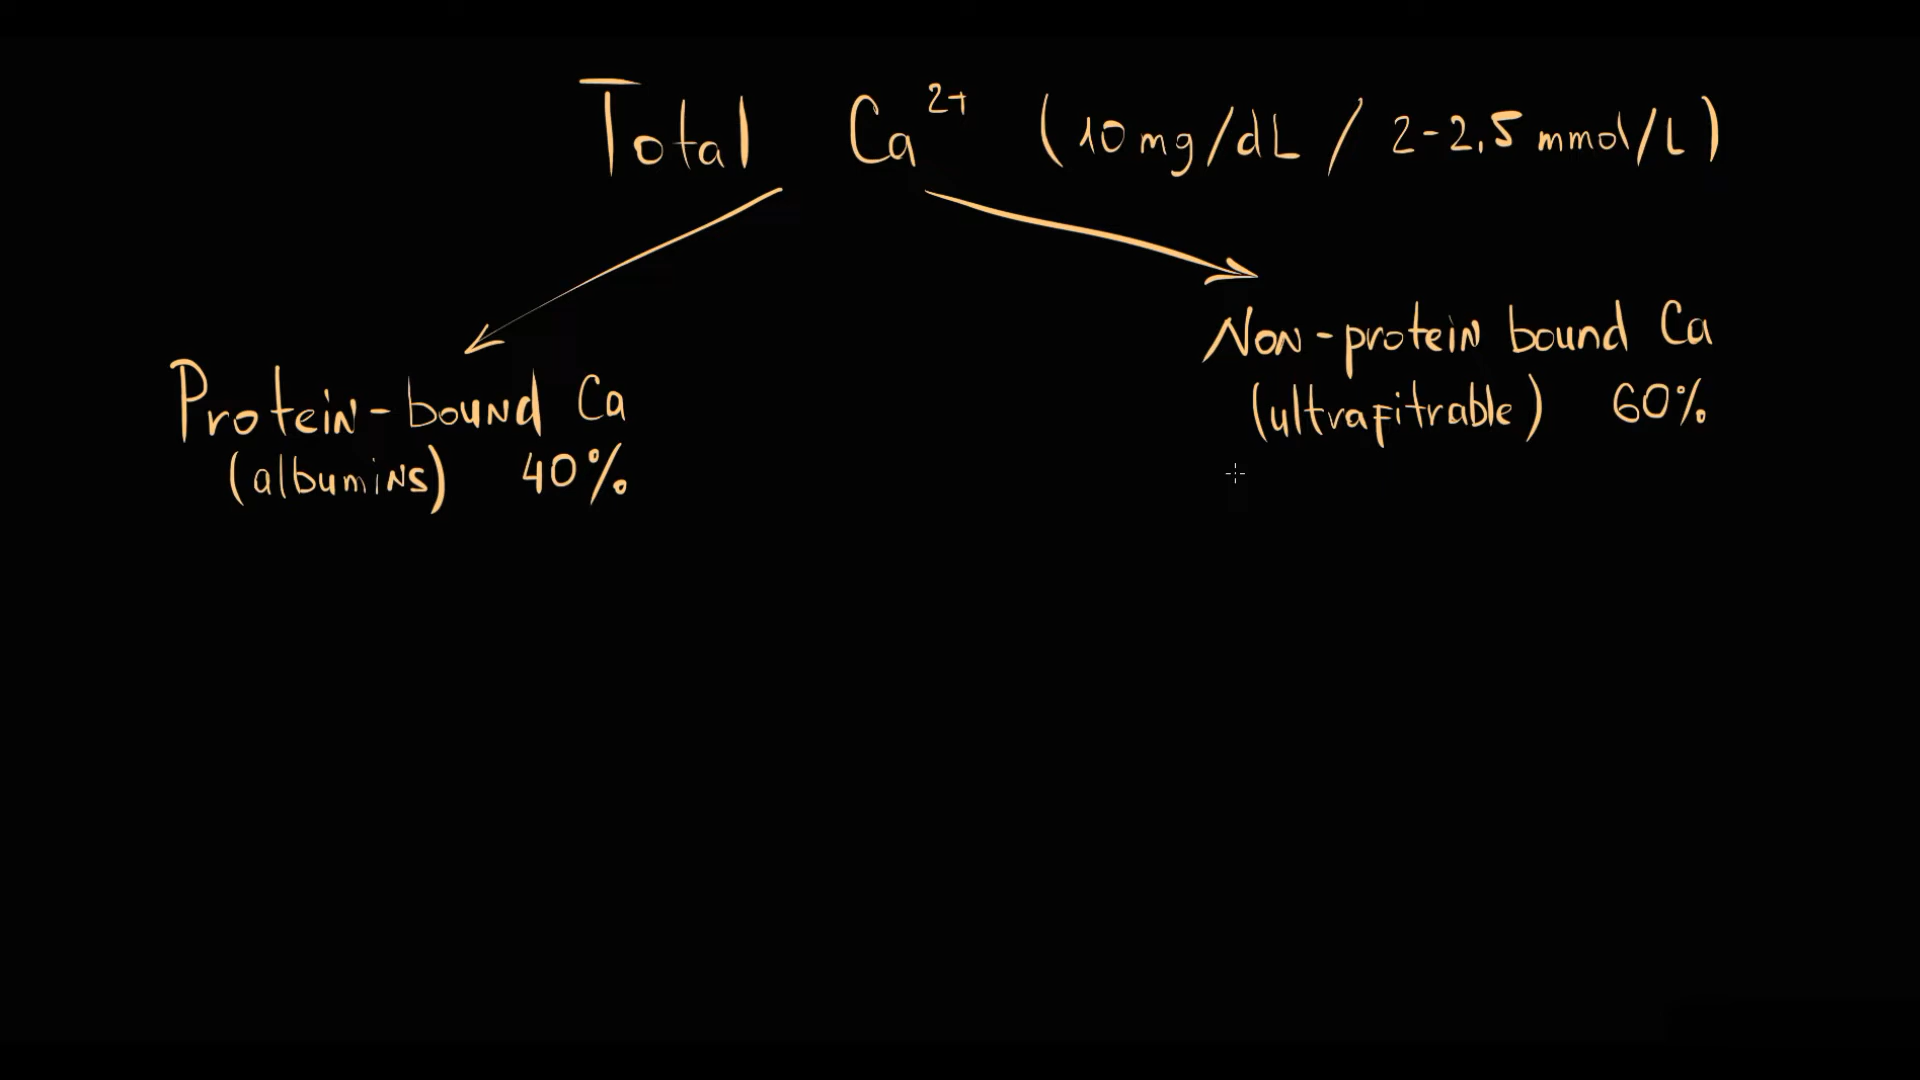 Total Ca²⁺ (10 mg/dL / 2-2,5 mmol/L)
Protein-bound Ca
(albumins) 40%
Non-protein bound Ca
(ultrafitrable) 60%